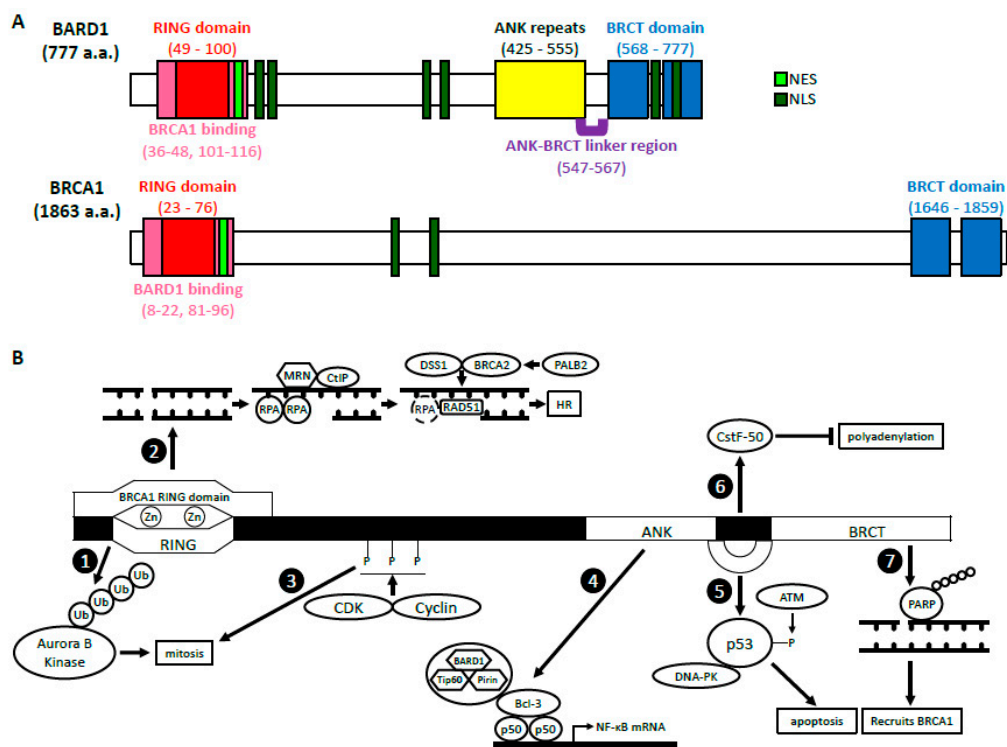 A
BARD1
(777 a.a.)
RING domain
(49 - 100)
ANK repeats
(425 - 555)
BRCT domain
(568 - 777)
NES
NLS
BRCA1 binding
(36-48, 101-116)
ANK-BRCT linker region
(547-567)
BRCA1
(1863 a.a.)
RING domain
(23 - 76)
BRCT domain
(1646 - 1859)
BARD1 binding
(8-22, 81-96)
B
MRN
CtIP
RPA
RPA
DSS1
BRCA2
PALB2
RPA
RAD51
HR
2
CstF-50
polyadenylation
6
BRCA1 RING domain
Zn
Zn
RING
ANK
BRCT
1
Ub
Ub
Ub
Ub
Aurora B
Kinase
mitosis
3
P
P
P
CDK
Cyclin
4
BARD1
Tip60
Pirin
Bcl-3
p50
p50
NF-κB mRNA
5
ATM
p53
P
DNA-PK
apoptosis
7
PARP
Recruits BRCA1